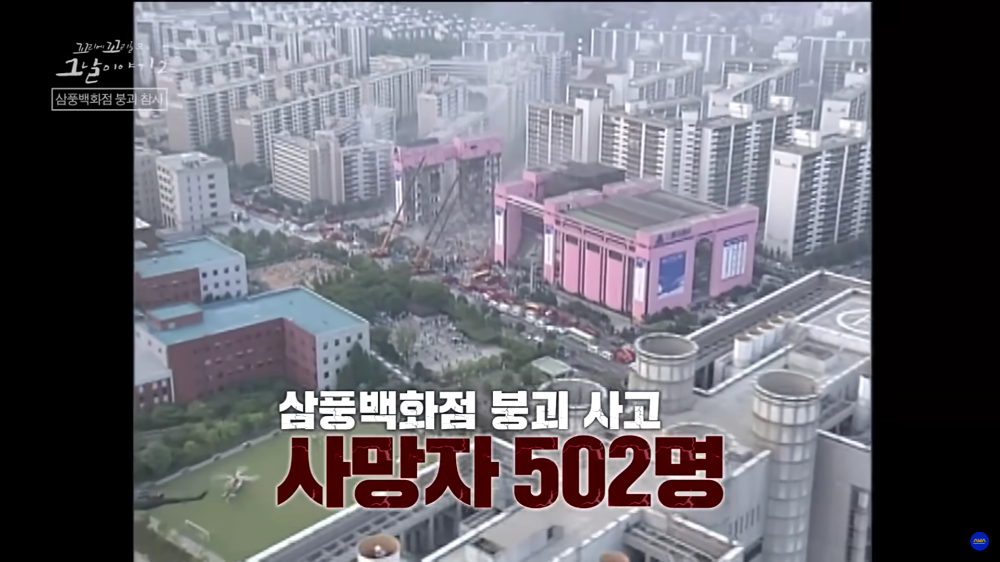 꼬리에 꼬리를 무는
그날 이야기 2
삼풍백화점 붕괴 참사
삼풍백화점 붕괴 사고
사망자 502명